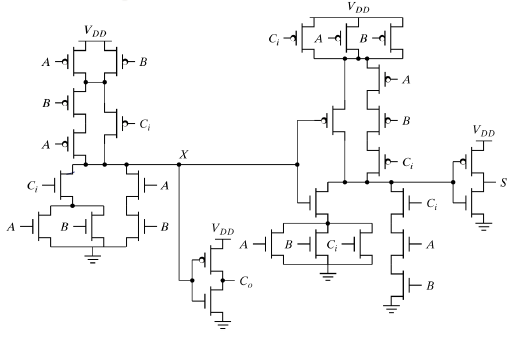 V_DD
C_i A B
V_DD
A B
A
B C_i B
V_DD
A C_i
X
S
C_i A C_i
A B B A B C_i A
V_DD
C_o B